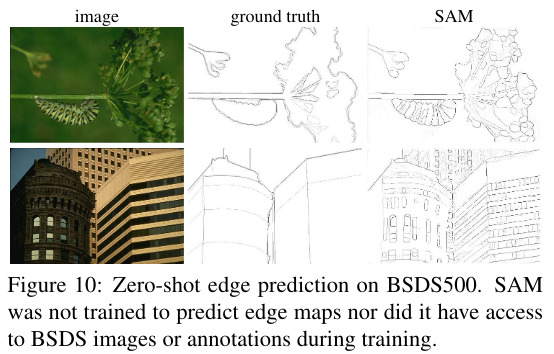 image ground truth SAM
Figure 10: Zero-shot edge prediction on BSDS500. SAM
was not trained to predict edge maps nor did it have access
to BSDS images or annotations during training.